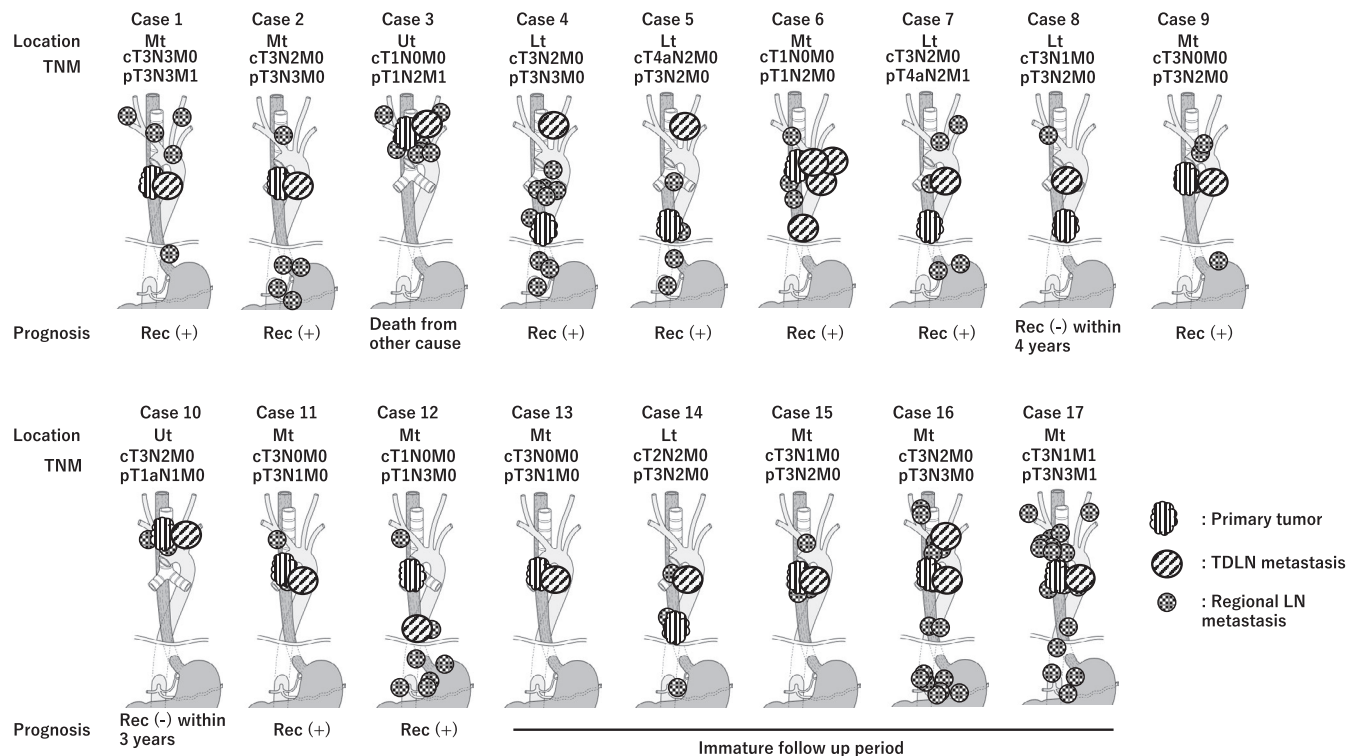 Case 1 Case 2 Case 3 Case 4 Case 5 Case 6 Case 7 Case 8 Case 9
Location Mt Mt Ut Lt Lt Mt Lt Lt Mt
TNM cT3N3M0 cT3N2M0 cT1N0M0 cT3N2M0 cT4aN2M0 cT1N0M0 cT3N2M0 cT3N1M0 cT3N0M0
pT3N3M1 pT3N3M0 pT1N2M1 pT3N3M0 pT3N2M0 pT1N2M0 pT4aN2M1 pT3N2M0 pT3N2M0
Prognosis Rec (+) Rec (+) Death from other cause Rec (+) Rec (+) Rec (+) Rec (+) Rec (-) within 4 years Rec (+)
Case 10 Case 11 Case 12 Case 13 Case 14 Case 15 Case 16 Case 17
Location Ut Mt Mt Mt Lt Mt Mt Mt
TNM cT3N2M0 cT3N0M0 cT1N0M0 cT3N0M0 cT2N2M0 cT3N1M0 cT3N2M0 cT3N1M1
pT1aN1M0 pT3N1M0 pT1N3M0 pT3N1M0 pT3N2M0 pT3N2M0 pT3N3M0 pT3N3M1
: Primary tumor
: TDLN metastasis
: Regional LN
metastasis
Prognosis Rec (-) within 3 years Rec (+) Rec (+)
Immature follow up period